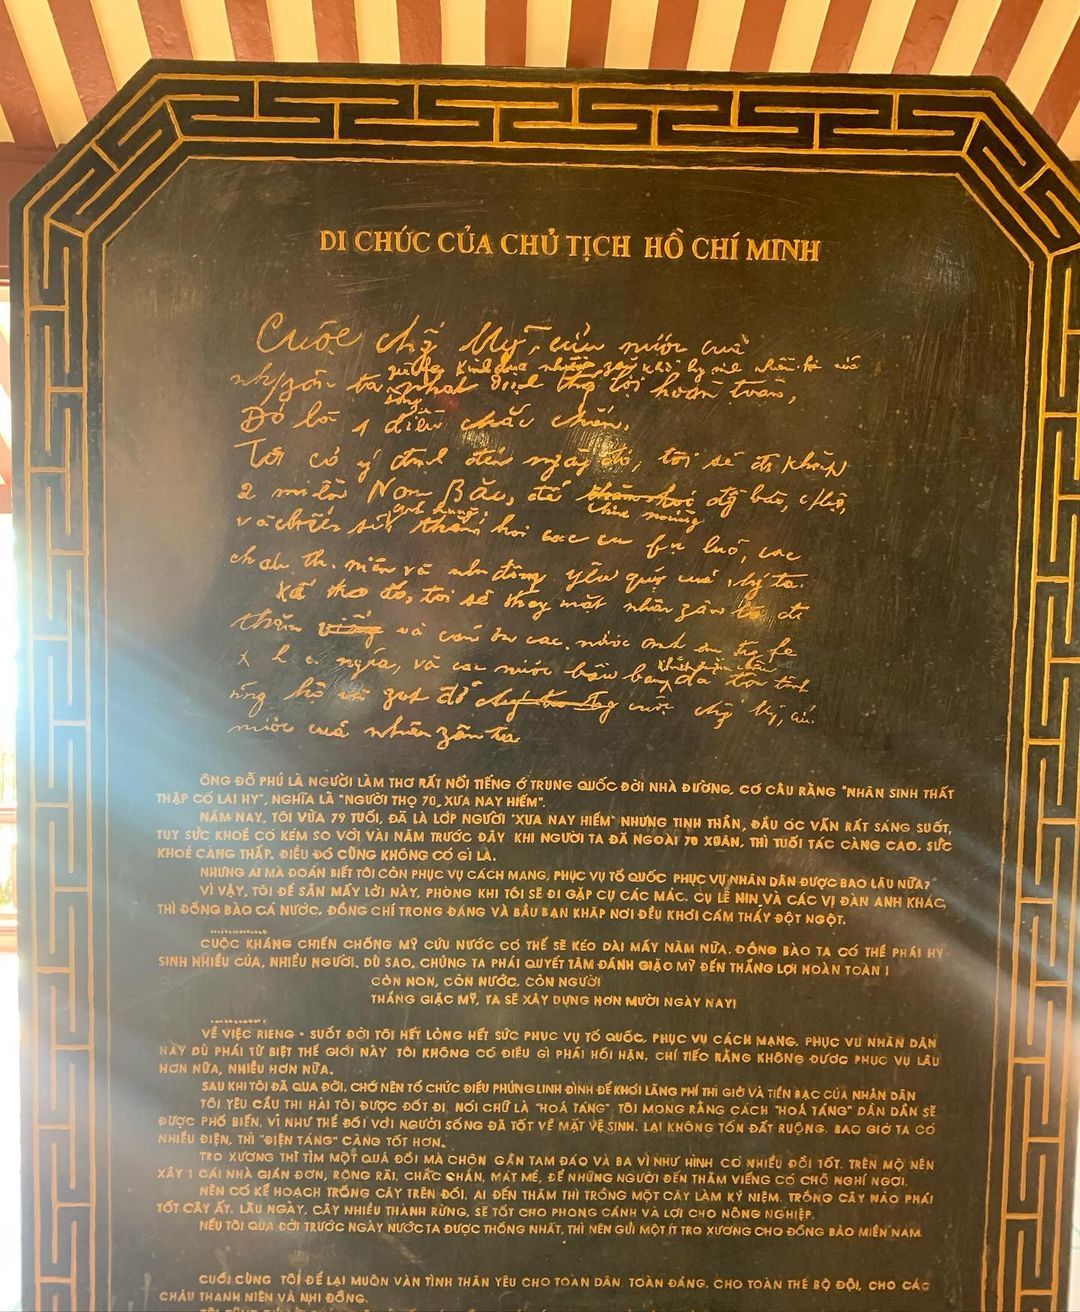 DI CHỨC CỦA CHỦ TỊCH HỒ CHÍ MINH
Cuộc chố Mỹ, cứu nước của
nhân zân ta
thắng lợi hoàn toàn,
Đó là 1 điều chắc chắn.
Tôi có ý định đến ngày đó, tôi sẽ đi khắp
2 miền Nam Bắc, để
chúc mừng
và chiến sĩ anh hùng; thăm hỏi các cụ fụ lão, các
cháu th. niên và nhi đồng yêu quý của
Kế theo đó, tôi sẽ thay mặt nhân zân ta đi
thăm và cám ơn các nước anh em
ngĩa, và các nước bầu bạn đã
ủng hộ và zúp đỡ cuộc chố Mỹ, cứu
nước của nhân zân ta
ÔNG ĐỖ PHỦ LÀ NGƯỜI LÀM THƠ RẤT NỔI TIẾNG Ở TRUNG QUỐC ĐỜI NHÀ ĐƯỜNG, CÓ CÂU RẰNG "NHÂN SINH THẤT
THẬP CỔ LAI HY", NGHĨA LÀ "NGƯỜI THỌ 70, XƯA NAY HIẾM".
NĂM NAY, TÔI VỪA 79 TUỔI, ĐÃ LÀ LỚP NGƯỜI "XƯA NAY HIẾM" NHƯNG TINH THẦN, ĐẦU ÓC VẪN RẤT SÁNG SUỐT,
TUY SỨC KHOẺ CÓ KÉM SO VỚI VÀI NĂM TRƯỚC ĐÂY KHI NGƯỜI TA ĐÃ NGOÀI 70 XUÂN, THÌ TUỔI TÁC CÀNG CAO. SỨC
KHOẺ CÀNG THẤP. ĐIỀU ĐÓ CŨNG KHÔNG CÓ GÌ LẠ.
NHƯNG AI MÀ ĐOÁN BIẾT TÔI CÒN PHỤC VỤ CÁCH MẠNG, PHỤC VỤ TỔ QUỐC PHỤC VỤ NHÂN DÂN ĐƯỢC BAO LÂU NỮA?
VÌ VẬY, TÔI ĐỂ SẴN MẤY LỜI NÀY, PHÒNG KHI TÔI SẼ ĐI GẶP CỤ CÁC MÁC. CỤ LÊ NIN VÀ CÁC VỊ ĐÀN ANH KHÁC,
THÌ ĐỒNG BÀO CẢ NƯỚC. ĐỒNG CHÍ TRONG ĐẢNG VÀ BẦU BẠN KHẮP NƠI ĐỀU KHỎI CẢM THẤY ĐỘT NGỘT.
............
CUỘC KHÁNG CHIẾN CHỐNG MỸ CỨU NƯỚC CÓ THỂ SẼ KÉO DÀI MẤY NĂM NỮA. ĐỒNG BÀO TA CÓ THỂ PHẢI HY
SINH NHIỀU CỦA, NHIỀU NGƯỜI. DÙ SAO, CHÚNG TA PHẢI QUYẾT TÂM ĐÁNH GIẶC MỸ ĐẾN THẮNG LỢI HOÀN TOÀN !
CÒN NON, CÒN NƯỚC, CÒN NGƯỜI
THẮNG GIẶC MỸ, TA SẼ XÂY DỰNG HƠN MƯỜI NGÀY NAY!
............
VỀ VIỆC RIÊNG - SUỐT ĐỜI TÔI HẾT LÒNG HẾT SỨC PHỤC VỤ TỔ QUỐC, PHỤC VỤ CÁCH MẠNG, PHỤC VỤ NHÂN DÂN
NAY DÙ PHẢI TỪ BIỆT THẾ GIỚI NÀY TÔI KHÔNG CÓ ĐIỀU GÌ PHẢI HỐI HẬN, CHỈ TIẾC RẰNG KHÔNG ĐƯỢC PHỤC VỤ LÂU
HƠN NỮA, NHIỀU HƠN NỮA.
SAU KHI TÔI ĐÃ QUA ĐỜI, CHỚ NÊN TỔ CHỨC ĐIẾU PHÚNG LINH ĐÌNH ĐỂ KHỎI LÃNG PHÍ THÌ GIỜ VÀ TIỀN BẠC CỦA NHÂN DÂN
TÔI YÊU CẦU THI HÀI TÔI ĐƯỢC ĐỐT ĐI, NÓI CHỮ LÀ "HOẢ TÁNG". TÔI MONG RẰNG CÁCH "HOẢ TÁNG" DẦN DẦN SẼ
ĐƯỢC PHỔ BIẾN. VÌ NHƯ THẾ ĐỐI VỚI NGƯỜI SỐNG ĐÃ TỐT VỀ MẶT VỆ SINH. LẠI KHÔNG TỐN ĐẤT RUỘNG. BAO GIỜ TA CÓ
NHIỀU ĐIỆN, THÌ "ĐIỆN TÁNG" CÀNG TỐT HƠN.
TRO XƯƠNG THÌ TÌM MỘT QUẢ ĐỒI MÀ CHÔN GẦN TAM ĐẢO VÀ BA VÌ NHƯ HÌNH CÓ NHIỀU ĐỒI TỐT. TRÊN MỘ NÊN
XÂY 1 CÁI NHÀ GIẢN ĐƠN, RỘNG RÃI, CHẮC CHẮN, MÁT MẺ, ĐỂ NHỮNG NGƯỜI ĐẾN THĂM VIẾNG CÓ CHỖ NGHỈ NGƠI.
NÊN CÓ KẾ HOẠCH TRỒNG CÂY TRÊN ĐỒI. AI ĐẾN THĂM THÌ TRỒNG MỘT CÂY LÀM KỶ NIỆM. TRỒNG CÂY NÀO PHẢI
TỐT CÂY ẤY. LÂU NGÀY, CÂY NHIỀU THÀNH RỪNG, SẼ TỐT CHO PHONG CẢNH VÀ LỢI CHO NÔNG NGHIỆP.
NẾU TÔI QUA ĐỜI TRƯỚC NGÀY NƯỚC TA ĐƯỢC THỐNG NHẤT, THÌ NÊN GỬI MỘT ÍT TRO XƯƠNG CHO ĐỒNG BÀO MIỀN NAM
CUỐI CÙNG TÔI ĐỂ LẠI MUÔN VÀN TÌNH THÂN YÊU CHO TOÀN DÂN TOÀN ĐẢNG. CHO TOÀN THỂ BỘ ĐỘI, CHO CÁC
CHÁU THANH NIÊN VÀ NHI ĐỒNG.